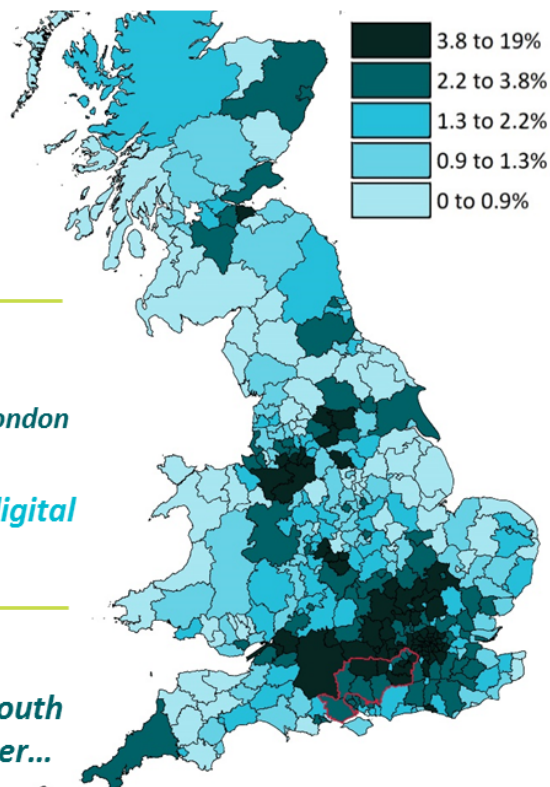 3.8 to 19%
2.2 to 3.8%
1.3 to 2.2%
0.9 to 1.3%
0 to 0.9%
ondon
ligital
outh
er...